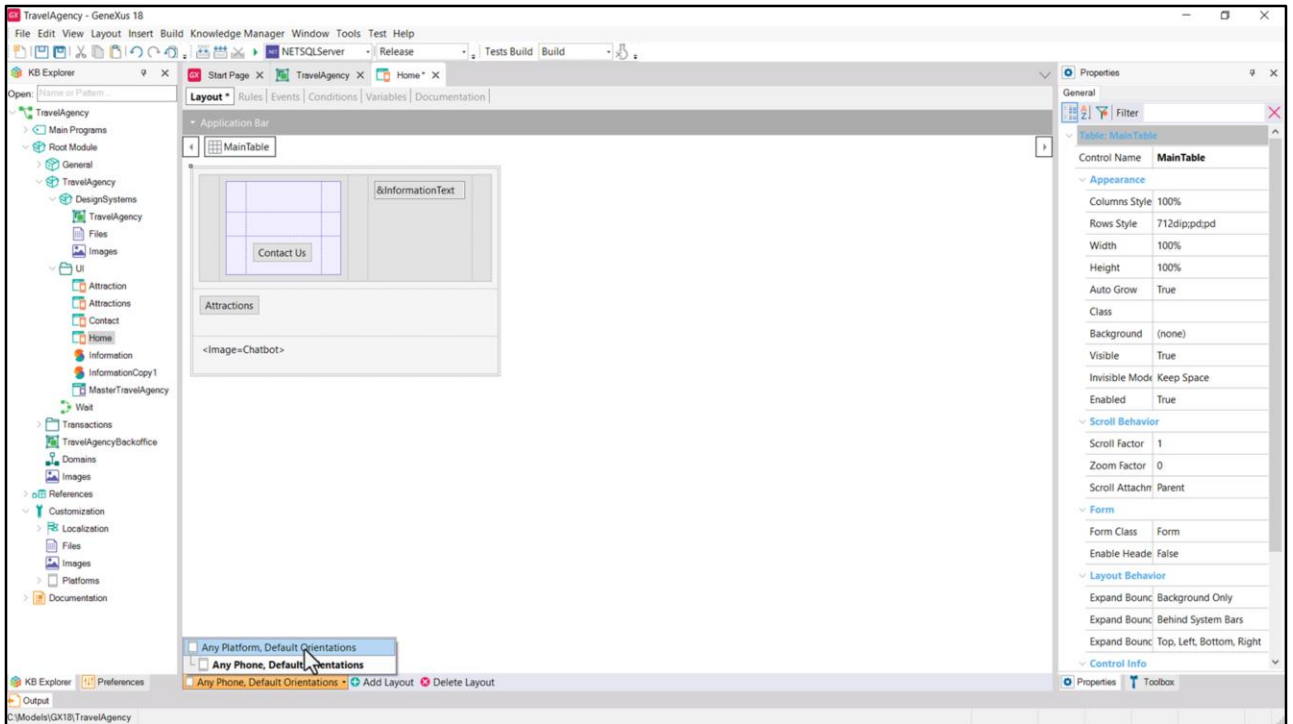 TravelAgency - GeneXus 18
File Edit View Layout Insert Build Knowledge Manager Window Tools Test Help
NETSQLServer Release Tests Build Build
KB Explorer
Open: Name or Pattern...
TravelAgency
Main Programs
Root Module
General
TravelAgency
DesignSystems
TravelAgency
Files
Images
UI
Attraction
Attractions
Contact
Home
Information
InformationCopy1
MasterTravelAgency
Wait
Transactions
TravelAgencyBackoffice
Domains
Images
References
Customization
Localization
Files
Images
Platforms
Documentation
KB Explorer Preferences
Start Page TravelAgency Home*
Layout * Rules Events Conditions Variables Documentation
Application Bar
MainTable
&InformationText
Contact Us
Attractions
<Image=Chatbot>
Any Platform, Default Orientations
Any Phone, Default Orientations
Any Phone, Default Orientations Add Layout Delete Layout
Properties
General
Filter
Table: MainTable
Control Name MainTable
Appearance
Columns Style 100%
Rows Style 712dip;pd;pd
Width 100%
Height 100%
Auto Grow True
Class
Background (none)
Visible True
Invisible Mode Keep Space
Enabled True
Scroll Behavior
Scroll Factor 1
Zoom Factor 0
Scroll Attachm Parent
Form
Form Class Form
Enable Heade False
Layout Behavior
Expand Bounc Background Only
Expand Bounc Behind System Bars
Expand Bounc Top, Left, Bottom, Right
Control Info
Properties Toolbox
Output
C:\Models\GX18\TravelAgency